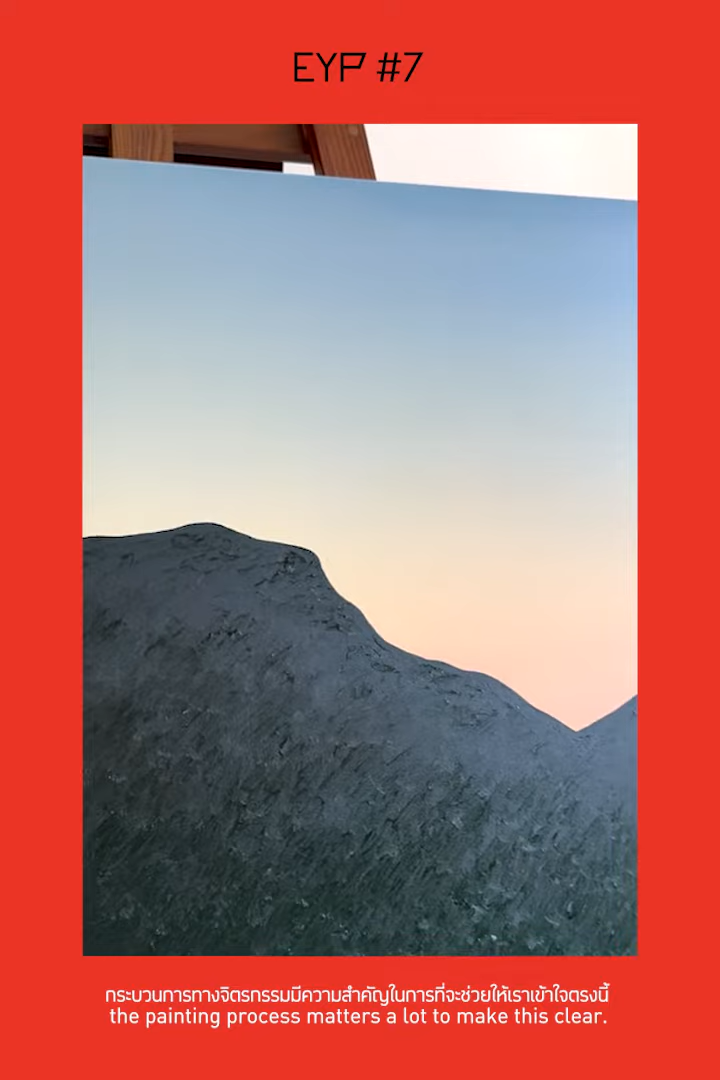 EYP #7
กระบวนการทางจิตรกรรมมีความสำคัญในการที่จะช่วยให้เราเข้าใจตรงนี้
the painting process matters a lot to make this clear.